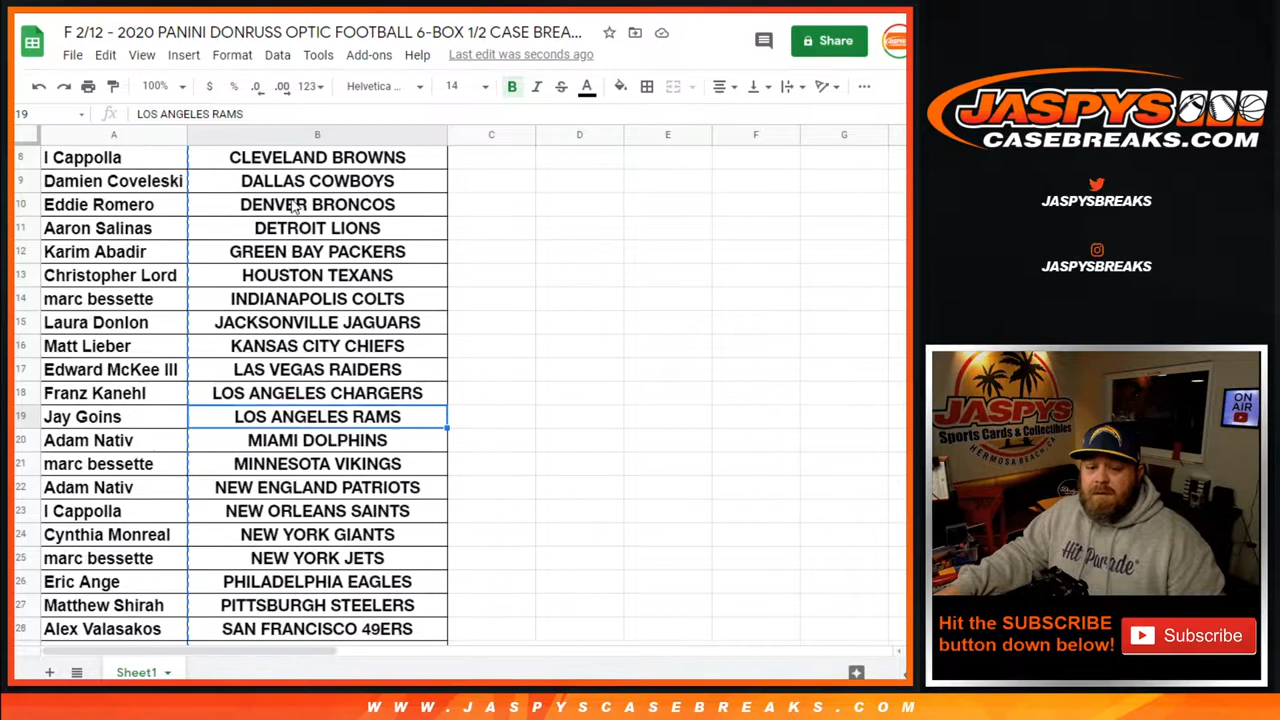 F 2/12 - 2020 PANINI DONRUSS OPTIC FOOTBALL 6-BOX 1/2 CASE BREA...
File Edit View Insert Format Data Tools Add-ons Help Last edit was seconds ago
Share
100% $ % .0 .00 123 Helvetica ... 14 B I S A
19 fx LOS ANGELES RAMS
A B C D E F G
8 I Cappolla CLEVELAND BROWNS
9 Damien Coveleski DALLAS COWBOYS
10 Eddie Romero DENVER BRONCOS
11 Aaron Salinas DETROIT LIONS
12 Karim Abadir GREEN BAY PACKERS
13 Christopher Lord HOUSTON TEXANS
14 marc bessette INDIANAPOLIS COLTS
15 Laura Donlon JACKSONVILLE JAGUARS
16 Matt Lieber KANSAS CITY CHIEFS
17 Edward McKee III LAS VEGAS RAIDERS
18 Franz Kanehl LOS ANGELES CHARGERS
19 Jay Goins LOS ANGELES RAMS
20 Adam Nativ MIAMI DOLPHINS
21 marc bessette MINNESOTA VIKINGS
22 Adam Nativ NEW ENGLAND PATRIOTS
23 I Cappolla NEW ORLEANS SAINTS
24 Cynthia Monreal NEW YORK GIANTS
25 marc bessette NEW YORK JETS
26 Eric Ange PHILADELPHIA EAGLES
27 Matthew Shirah PITTSBURGH STEELERS
28 Alex Valasakos SAN FRANCISCO 49ERS
Sheet1
JASPYS
CASEBREAKS.COM
JASPYSBREAKS
JASPYSBREAKS
JASPYS
Sports Cards & Collectibles
HERMOSA BEACH, CA
ON
AIR
Hit Parade
Hit the SUBSCRIBE
button down below!
Subscribe
WWW.JASPYSCASEBREAKS.COM